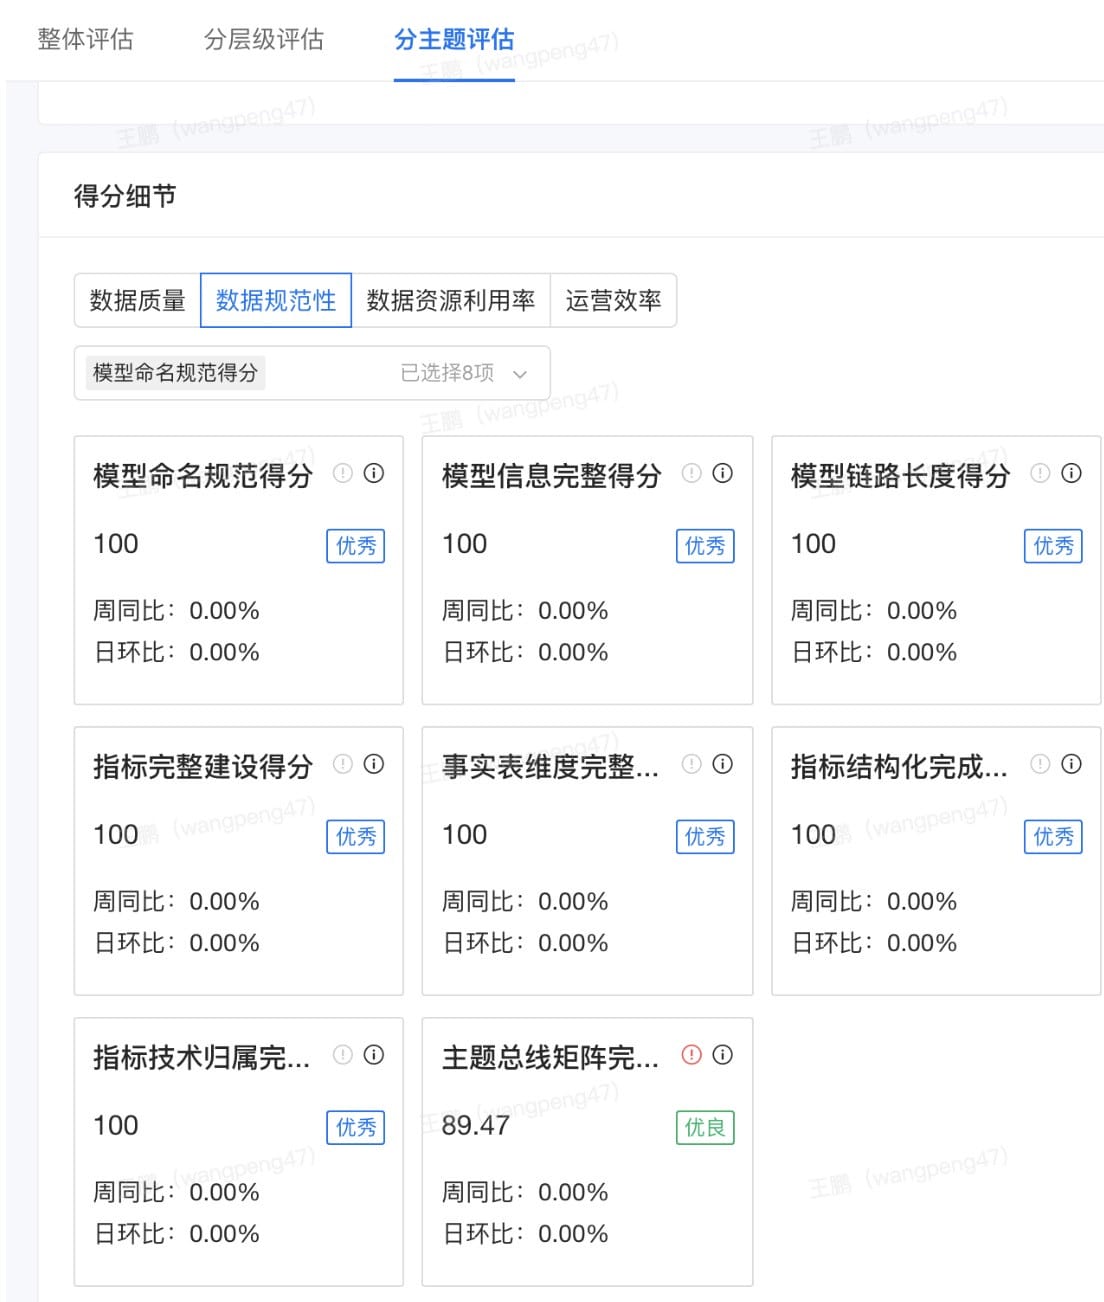 整体评估 分层级评估 分主题评估
得分细节
数据质量 数据规范性 数据资源利用率 运营效率
模型命名规范得分 已选择8项
模型命名规范得分 模型信息完整得分 模型链路长度得分
100 优秀 100 优秀 100 优秀
周同比：0.00% 周同比：0.00% 周同比：0.00%
日环比：0.00% 日环比：0.00% 日环比：0.00%
指标完整建设得分 事实表维度完整... 指标结构化完成...
100 优秀 100 优秀 100 优秀
周同比：0.00% 周同比：0.00% 周同比：0.00%
日环比：0.00% 日环比：0.00% 日环比：0.00%
指标技术归属完... 主题总线矩阵完...
100 优秀 89.47 优良
周同比：0.00% 周同比：0.00%
日环比：0.00% 日环比：0.00%
王鹏（wangpeng47）